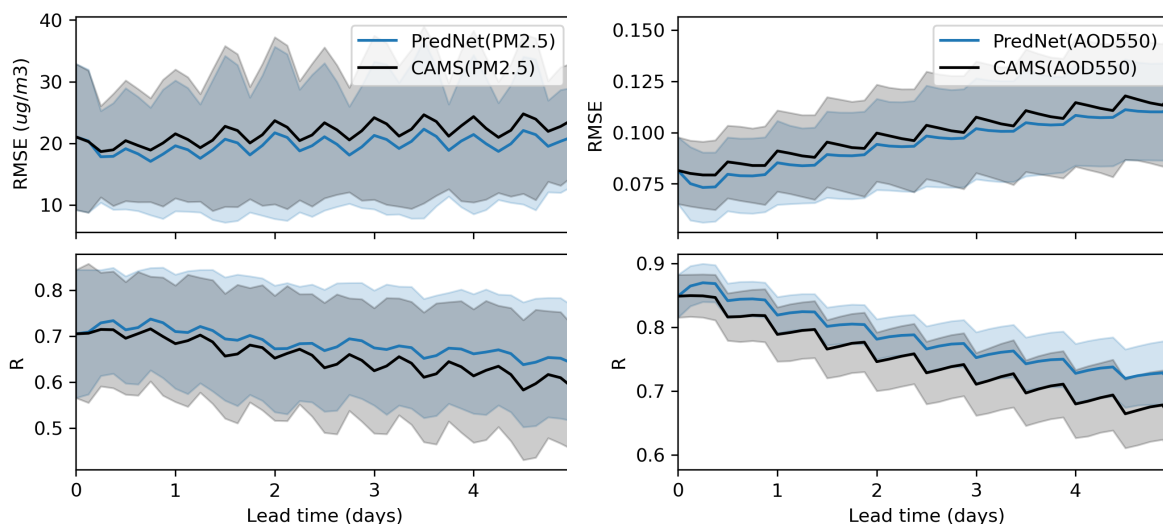 40
30
20
10
RMSE (ug/m3)
PredNet(PM2.5)
CAMS(PM2.5)
0.150
0.125
0.100
0.075
RMSE
PredNet(AOD550)
CAMS(AOD550)
0.8
0.7
0.6
0.5
R
0 1 2 3 4
Lead time (days)
0.9
0.8
0.7
0.6
R
0 1 2 3 4
Lead time (days)